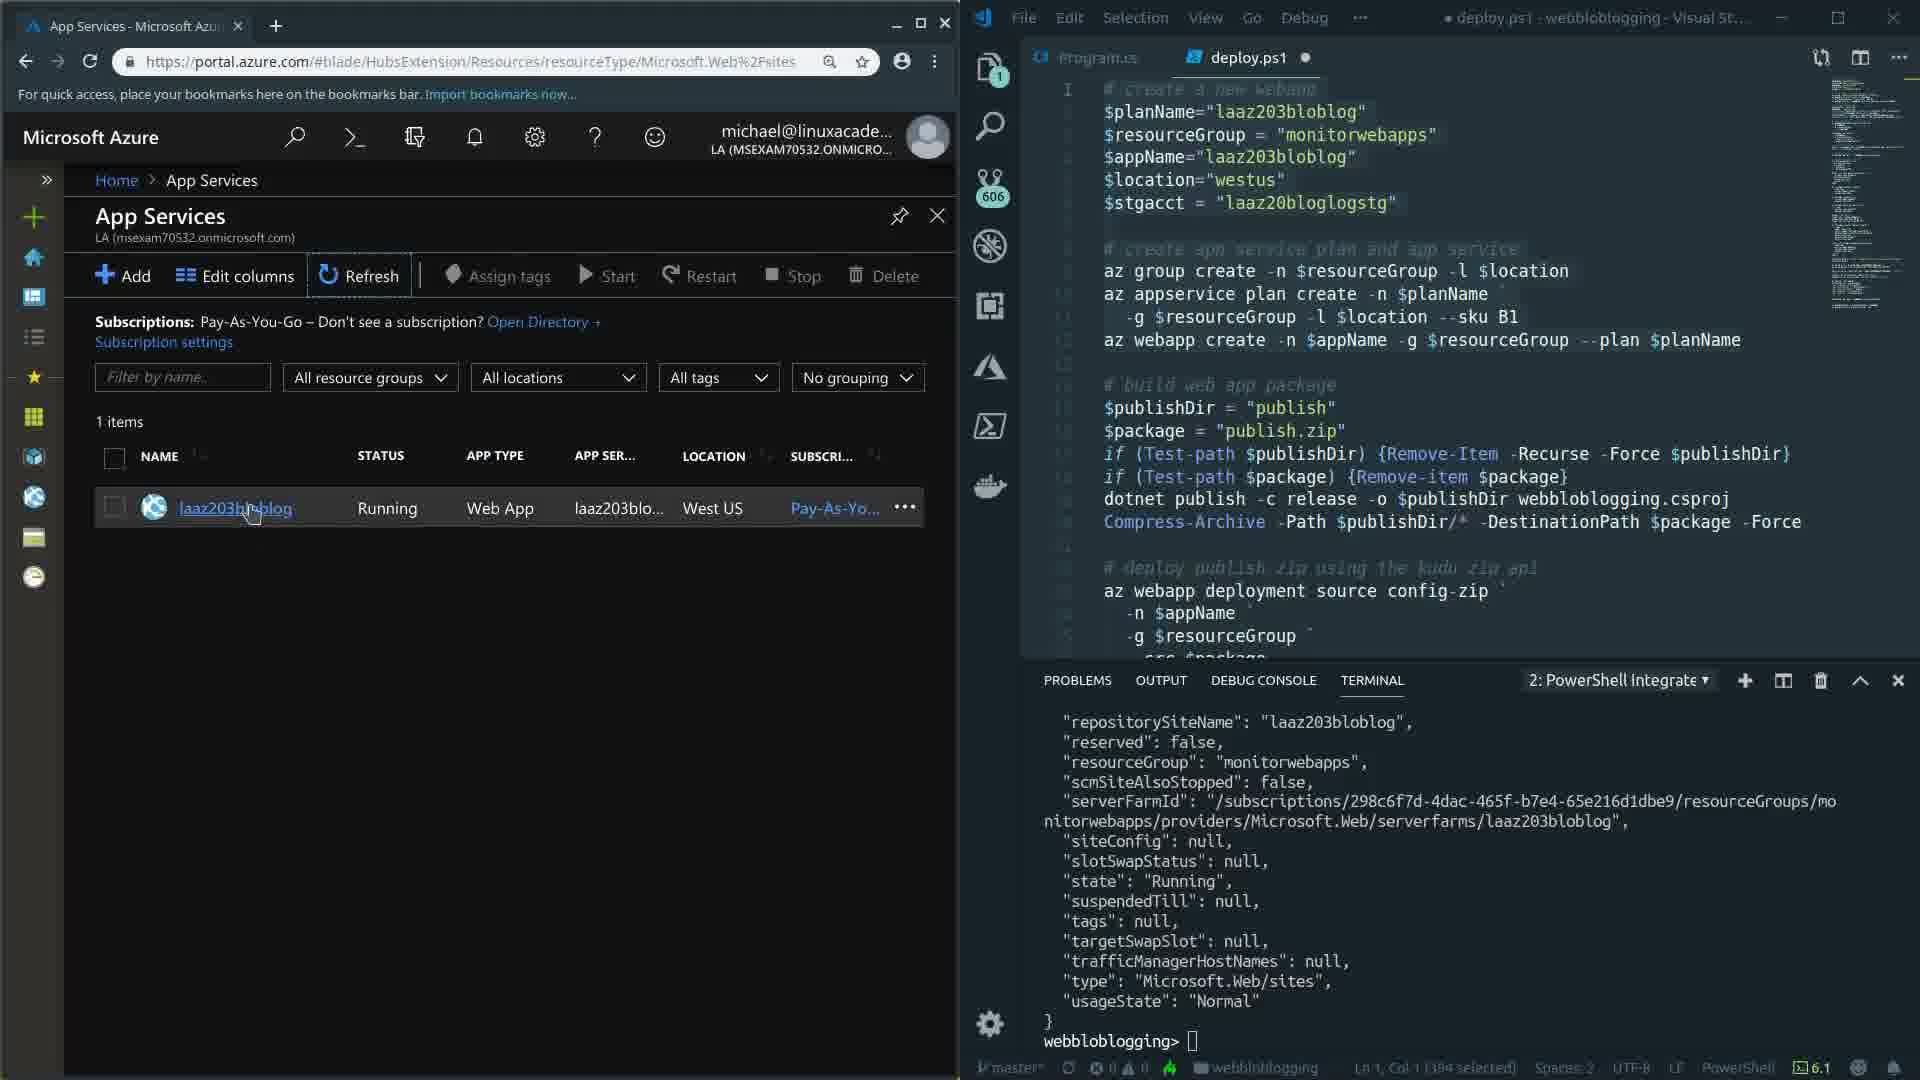 App Services - Microsoft Azu
https://portal.azure.com/#blade/HubsExtension/Resources/resourceType/Microsoft.Web%2Fsites
For quick access, place your bookmarks here on the bookmarks bar. Import bookmarks now...
Microsoft Azure
michael@linuxacade...
LA (MSEXAM70532.ONMICRO...
Home > App Services
App Services
LA (msexam70532.onmicrosoft.com)
Add Edit columns Refresh Assign tags Start Restart Stop Delete
Subscriptions: Pay-As-You-Go – Don't see a subscription? Open Directory +
Subscription settings
Filter by name... All resource groups All locations All tags No grouping
1 items
NAME STATUS APP TYPE APP SER... LOCATION SUBSCRI...
laaz203bloblog Running Web App laaz203blo... West US Pay-As-Yo... •••
File Edit Selection View Go Debug ··· ● deploy.ps1 - webbloblogging - Visual St...
Program.cs deploy.ps1 ●
1
606
1 # create a new webapp
$planName="laaz203bloblog"
$resourceGroup = "monitorwebapps"
$appName="laaz203bloblog"
$location="westus"
$stgacct = "laaz20bloglogstg"
# create app service plan and app service
az group create -n $resourceGroup -l $location
az appservice plan create -n $planName `
-g $resourceGroup -l $location --sku B1
az webapp create -n $appName -g $resourceGroup --plan $planName
# build web app package
$publishDir = "publish"
$package = "publish.zip"
if (Test-path $publishDir) {Remove-Item -Recurse -Force $publishDir}
if (Test-path $package) {Remove-item $package}
dotnet publish -c release -o $publishDir webbloblogging.csproj
Compress-Archive -Path $publishDir/* -DestinationPath $package -Force
# deploy publish zip using the kudu zip api
az webapp deployment source config-zip `
-n $appName `
-g $resourceGroup `
--src $package
PROBLEMS OUTPUT DEBUG CONSOLE TERMINAL 2: PowerShell Integrate
"repositorySiteName": "laaz203bloblog",
"reserved": false,
"resourceGroup": "monitorwebapps",
"scmSiteAlsoStopped": false,
"serverFarmId": "/subscriptions/298c6f7d-4dac-465f-b7e4-65e216d1dbe9/resourceGroups/mo
nitorwebapps/providers/Microsoft.Web/serverfarms/laaz203bloblog",
"siteConfig": null,
"slotSwapStatus": null,
"state": "Running",
"suspendedTill": null,
"tags": null,
"targetSwapSlot": null,
"trafficManagerHostNames": null,
"type": "Microsoft.Web/sites",
"usageState": "Normal"
}
webbloblogging>
master* 0 0 webbloblogging Ln 1, Col 1 (394 selected) Spaces: 2 UTF-8 LF PowerShell 6.1